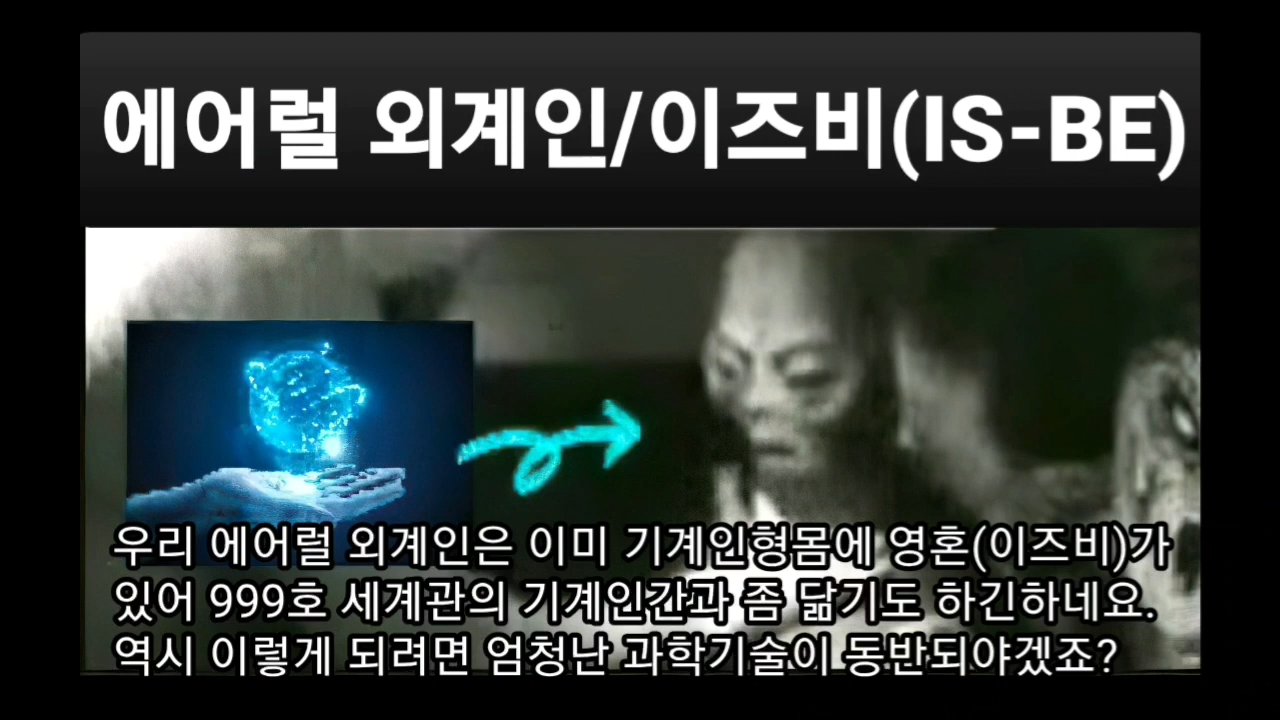 에어럴 외계인/이즈비(IS-BE)
우리 에어럴 외계인은 이미 기계인형몸에 영혼(이즈비)가
있어 999호 세계관의 기계인간과 좀 닮기도 하긴하네요.
역시 이렇게 되려면 엄청난 과학기술이 동반되야겠죠?